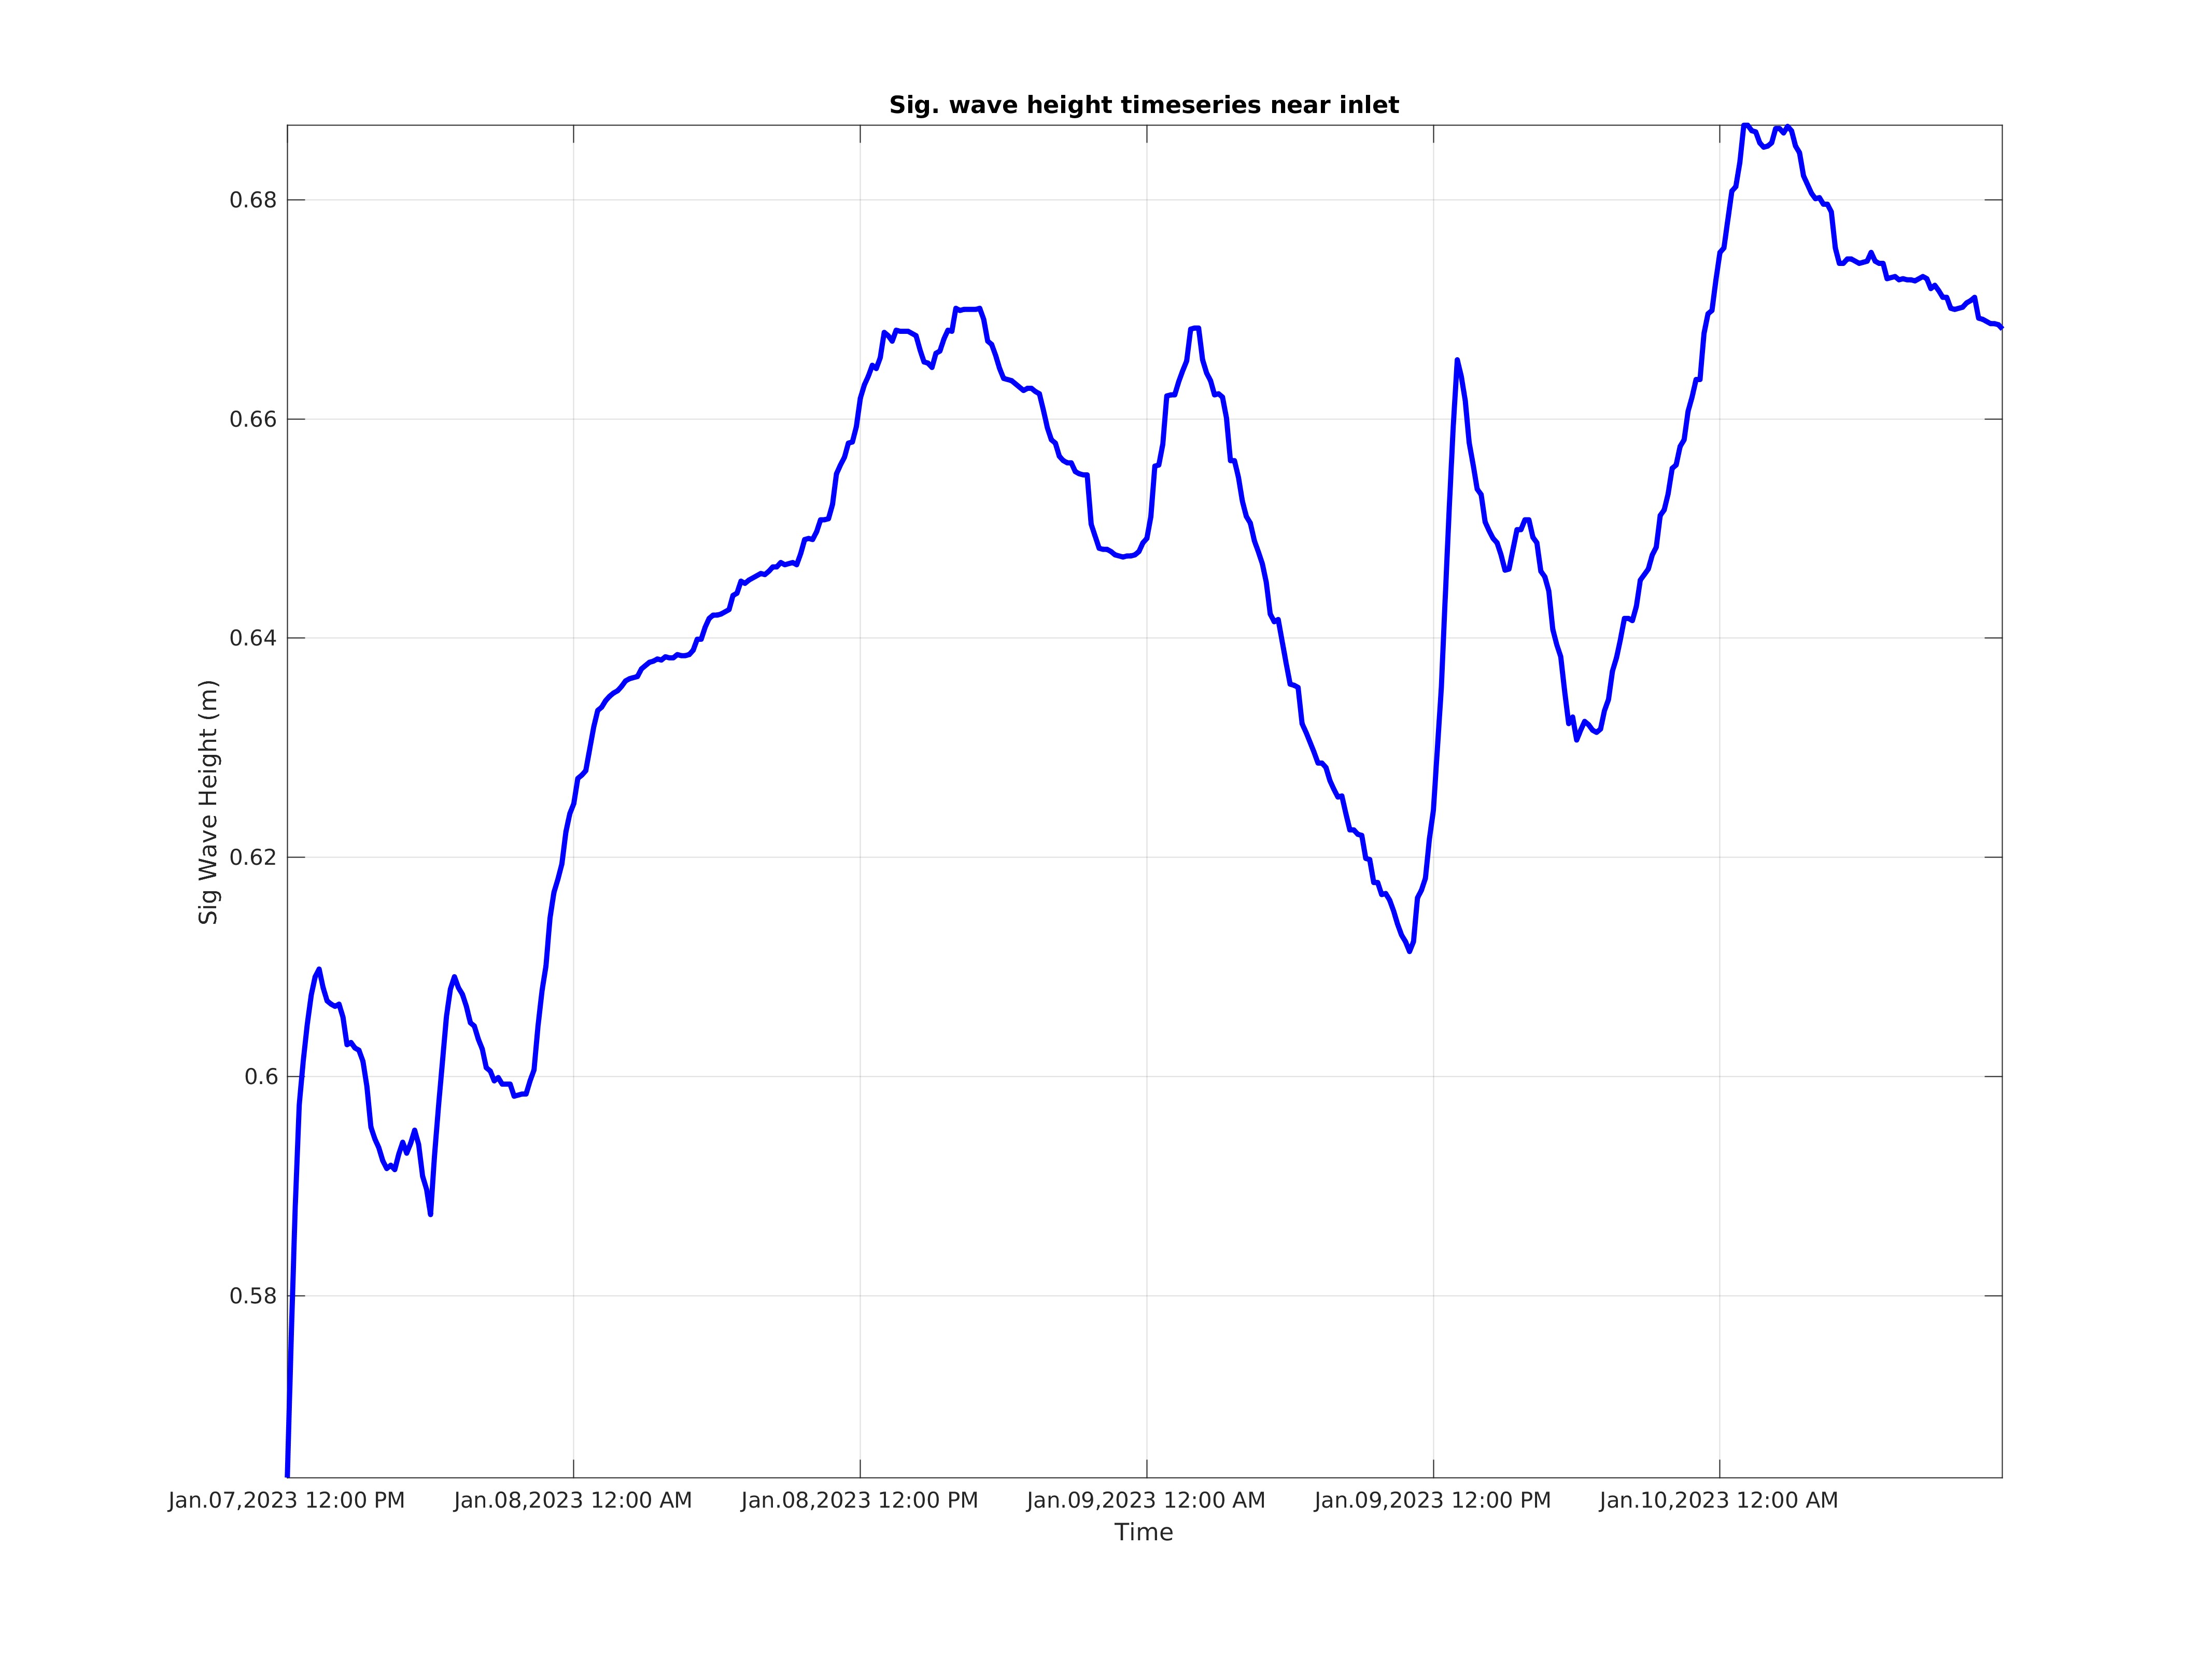 Sig. wave height timeseries near inlet
0.68
0.66
0.64
0.62
0.6
0.58
Sig Wave Height (m)
Jan.07,2023 12:00 PM
Jan.08,2023 12:00 AM
Jan.08,2023 12:00 PM
Jan.09,2023 12:00 AM
Jan.09,2023 12:00 PM
Jan.10,2023 12:00 AM
Time